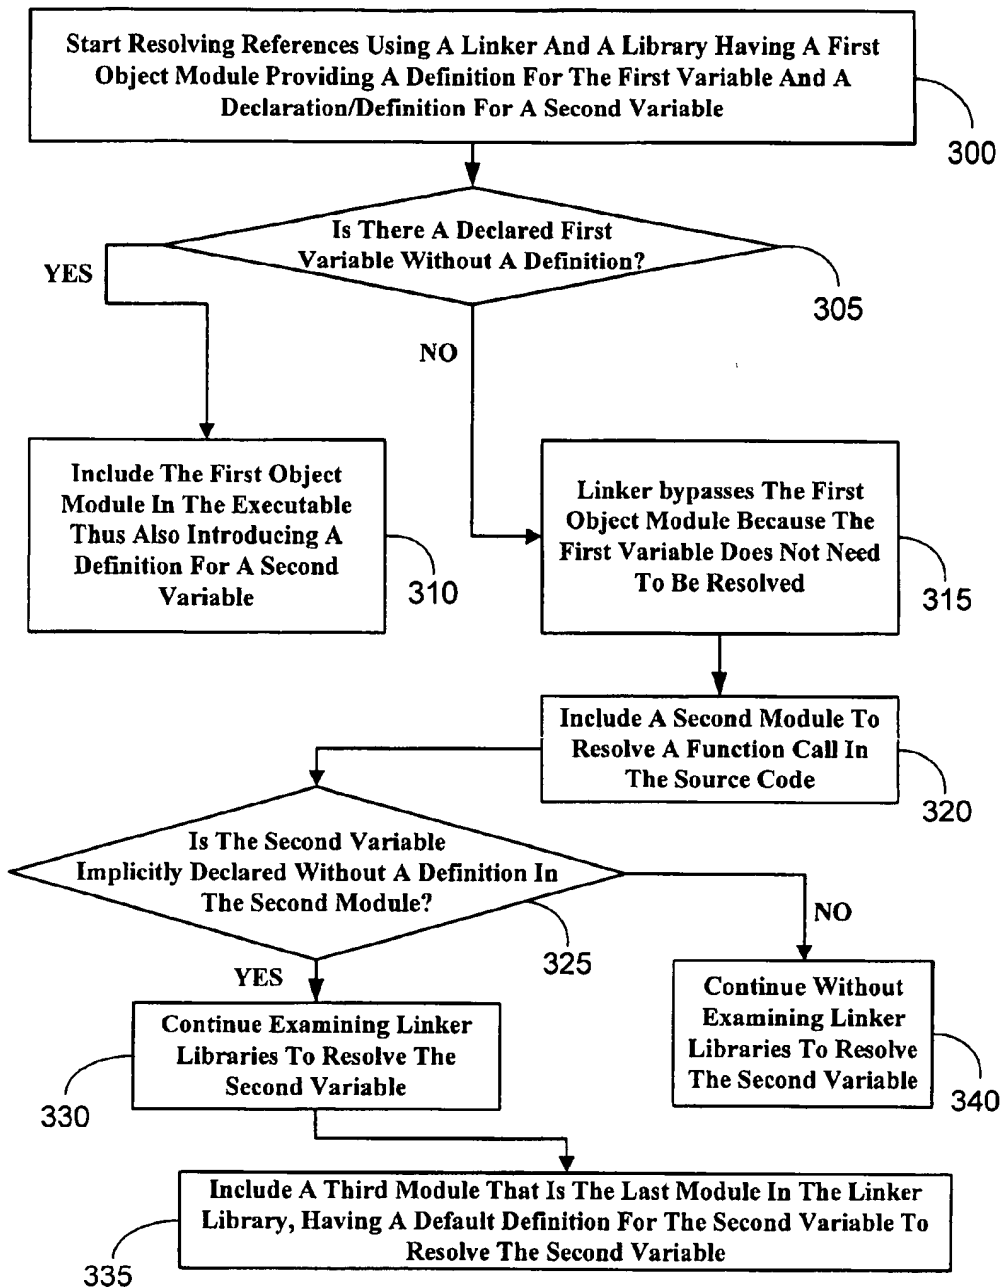 Start Resolving References Using A Linker And A Library Having A First
Object Module Providing A Definition For The First Variable And A
Declaration/Definition For A Second Variable
300
Is There A Declared First
Variable Without A Definition?
305
YES
NO
Include The First Object
Module In The Executable
Thus Also Introducing A
Definition For A Second
Variable
310
Linker bypasses The First
Object Module Because The
First Variable Does Not Need
To Be Resolved
315
Include A Second Module To
Resolve A Function Call In
The Source Code
320
Is The Second Variable
Implicitly Declared Without A Definition In
The Second Module?
325
YES
NO
Continue Examining Linker
Libraries To Resolve The
Second Variable
330
Continue Without
Examining Linker
Libraries To Resolve
The Second Variable
340
Include A Third Module That Is The Last Module In The Linker
Library, Having A Default Definition For The Second Variable To
Resolve The Second Variable
335